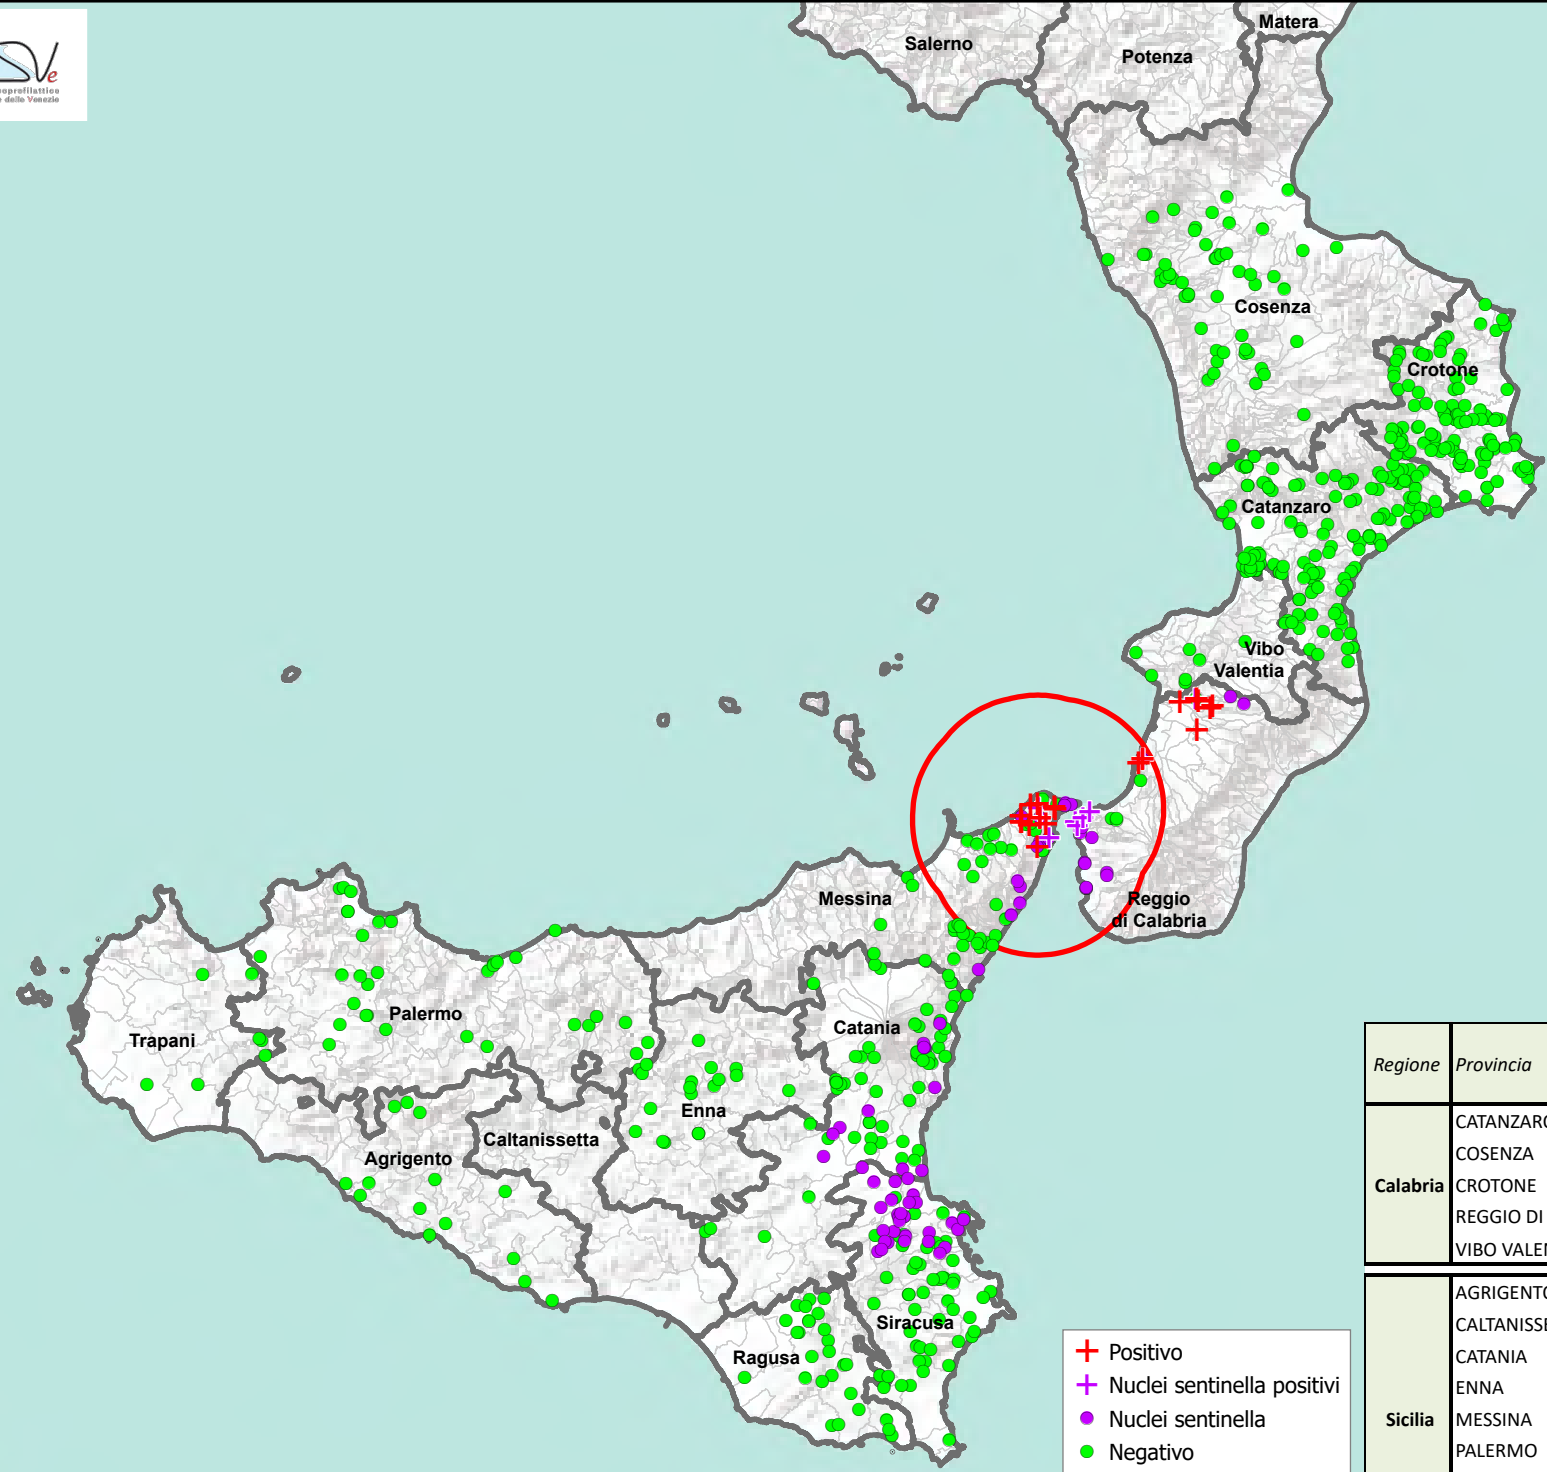 Matera
Salerno
Potenza
Cosenza
Crotone
Catanzaro
Vibo
Valentia
Messina
Reggio
di Calabria
Palermo
Trapani
Catania
Enna
Caltanissetta
Agrigento
Siracusa
Ragusa
Positivo
Nuclei sentinella positivi
Nuclei sentinella
Negativo
Regione Provincia
Calabria
CATANZARO
COSENZA
CROTONE
REGGIO DI
VIBO VALEN
Sicilia
AGRIGENTO
CALTANISSE
CATANIA
ENNA
MESSINA
PALERMO